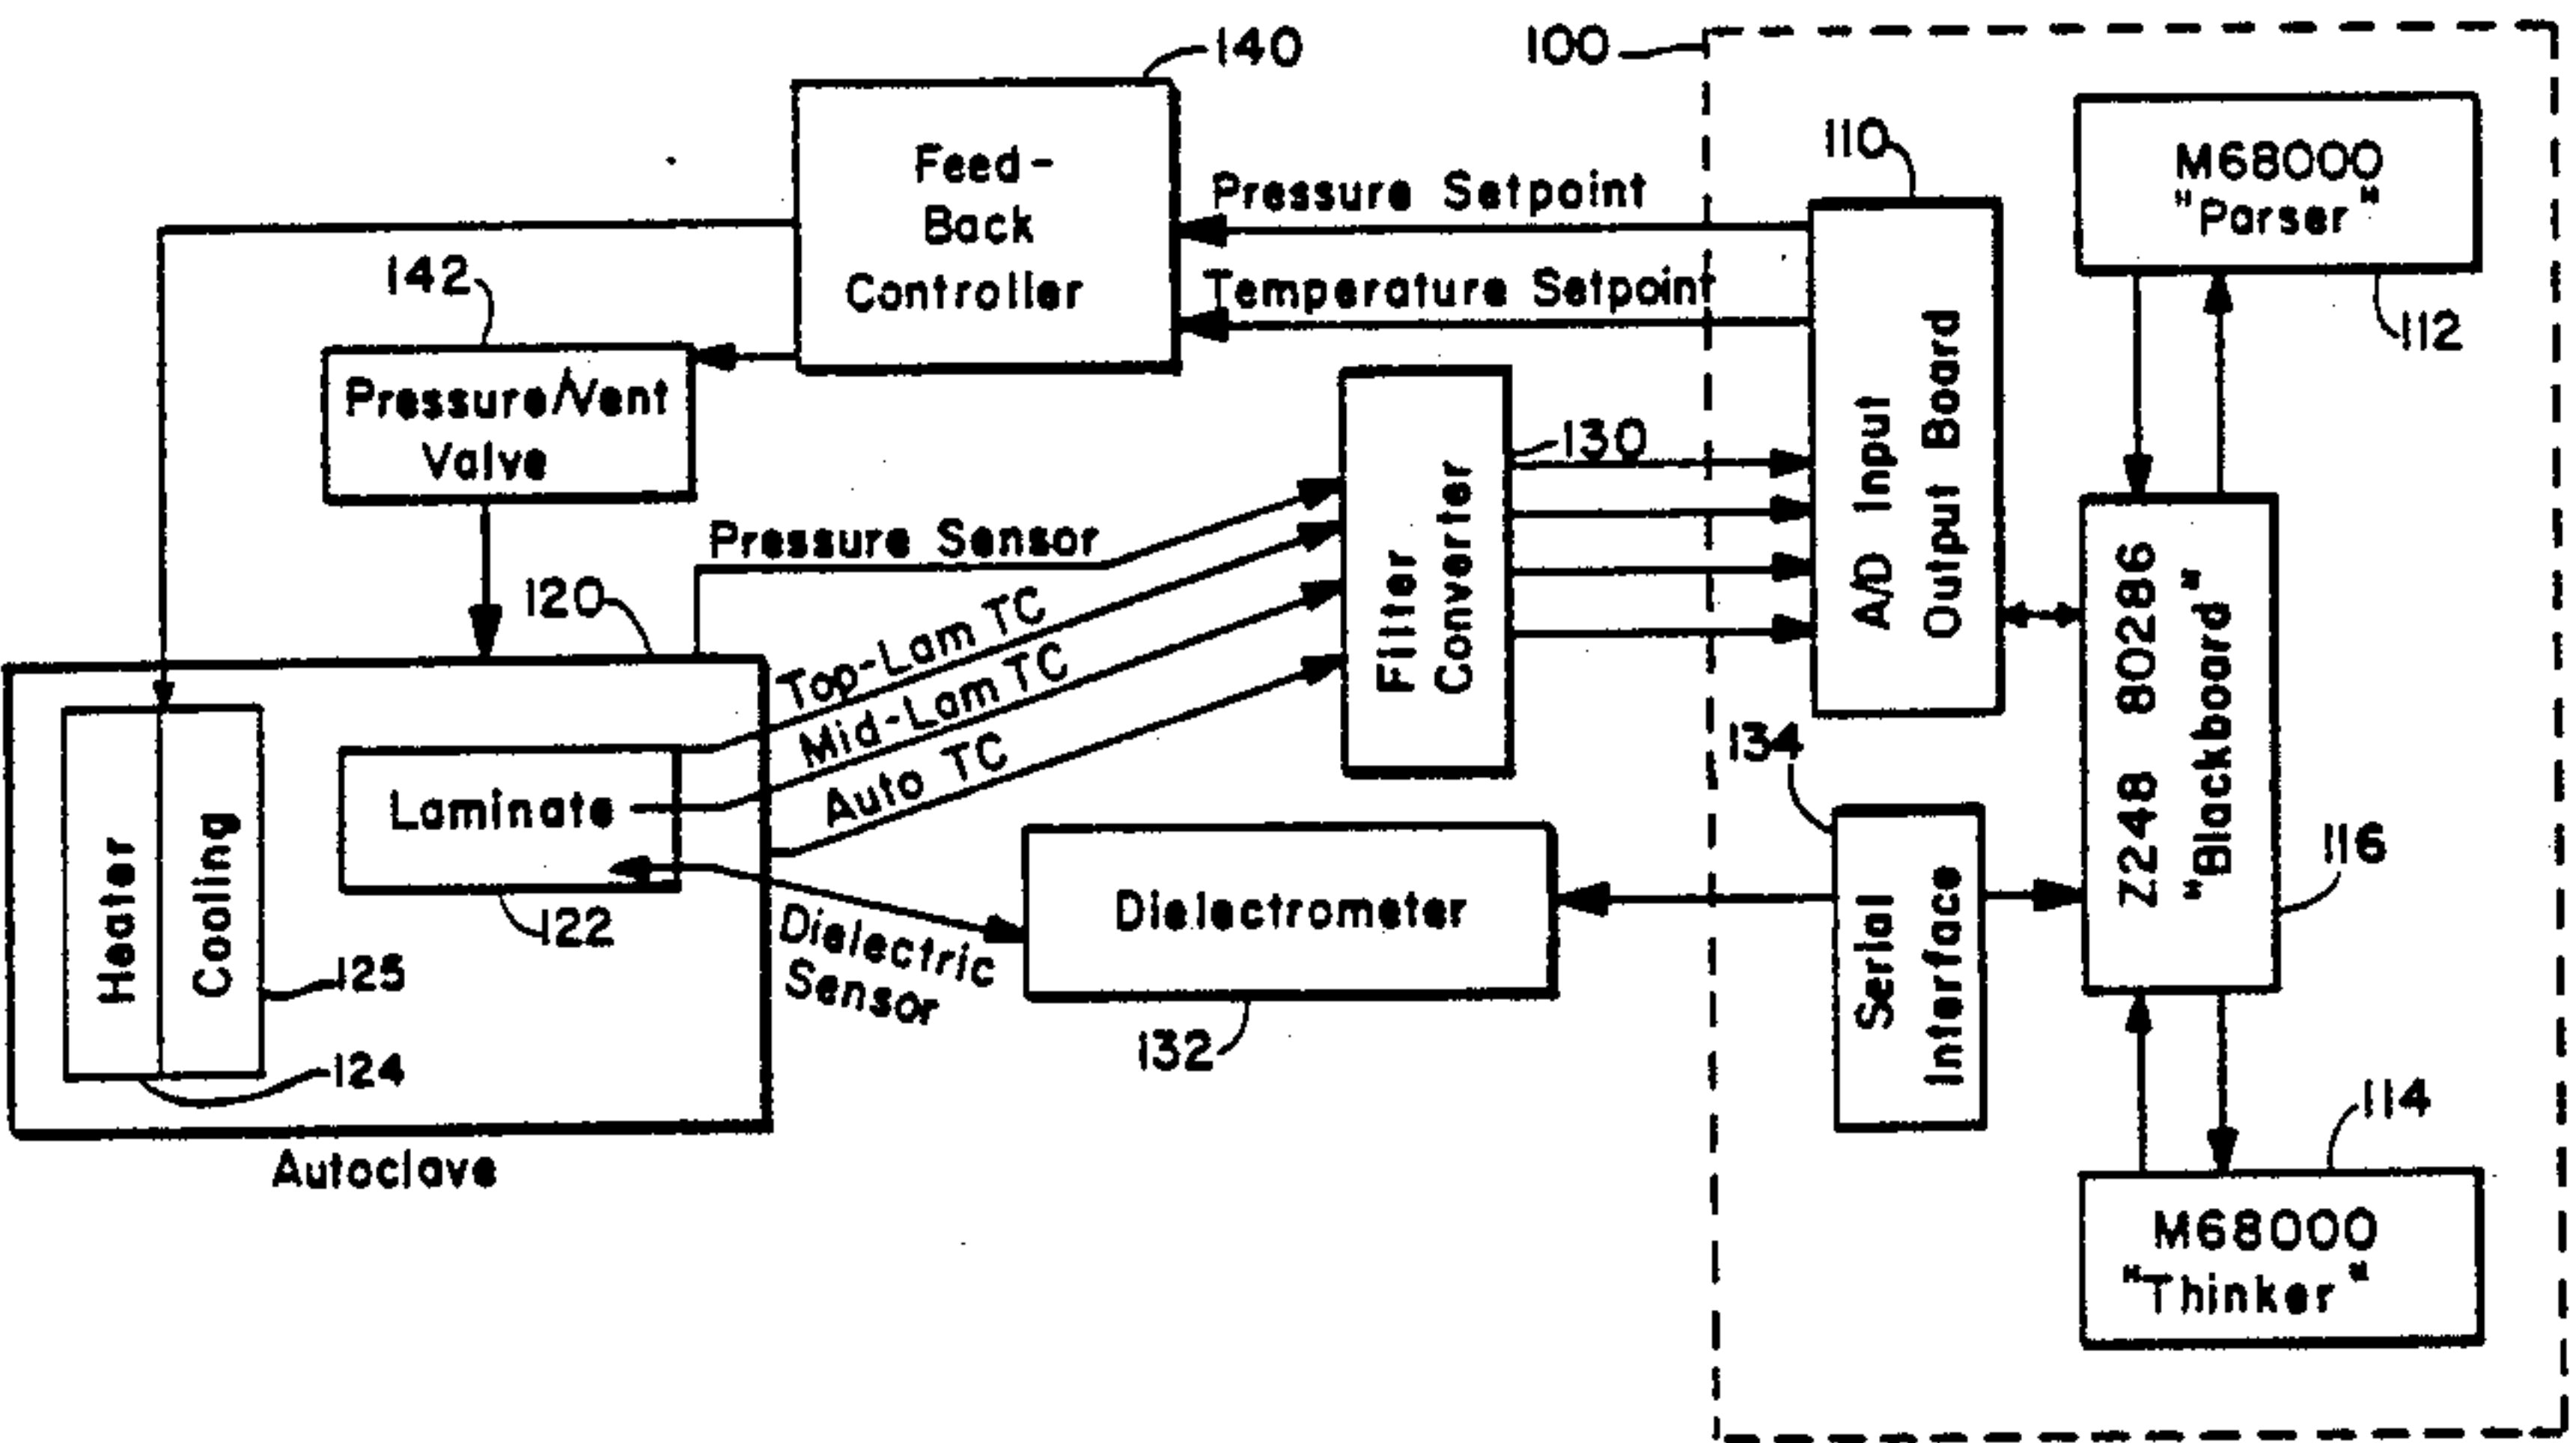 140
100
110
M68000
"Parser"
112
Feed-
Back
Controller
Pressure Setpoint
Temperature Setpoint
142
Pressure/Vent
Valve
130
Filter
Converter
A/D Input
Output Board
Z248 80286
"Blackboard"
116
Pressure Sensor
120
Top-Lam TC
Mid-Lam TC
Auto TC
Laminate
122
Heater
Cooling
125
124
Autoclave
Dielectric
Sensor
Dielectrometer
132
134
Serial
Interface
114
M68000
"Thinker"